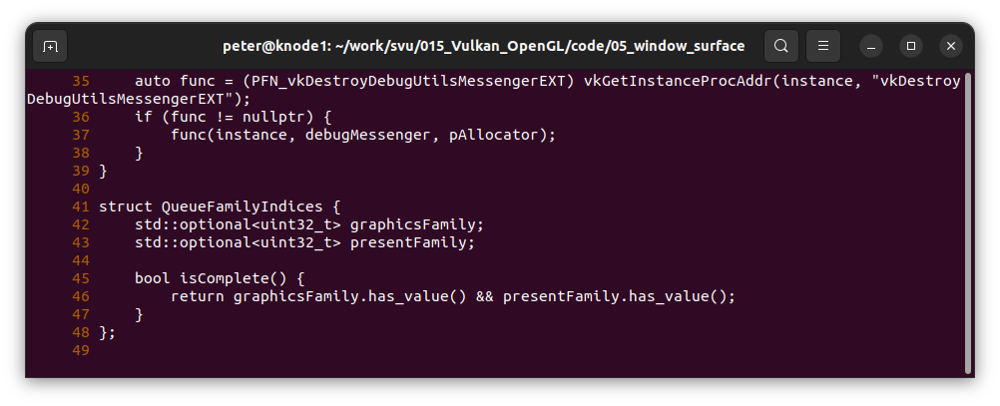 peter@knode1: ~/work/svu/015_Vulkan_OpenGL/code/05_window_surface
35     auto func = (PFN_vkDestroyDebugUtilsMessengerEXT) vkGetInstanceProcAddr(instance, "vkDestroy
DebugUtilsMessengerEXT");
36     if (func != nullptr) {
37         func(instance, debugMessenger, pAllocator);
38     }
39 }
40
41 struct QueueFamilyIndices {
42     std::optional<uint32_t> graphicsFamily;
43     std::optional<uint32_t> presentFamily;
44
45     bool isComplete() {
46         return graphicsFamily.has_value() && presentFamily.has_value();
47     }
48 };
49